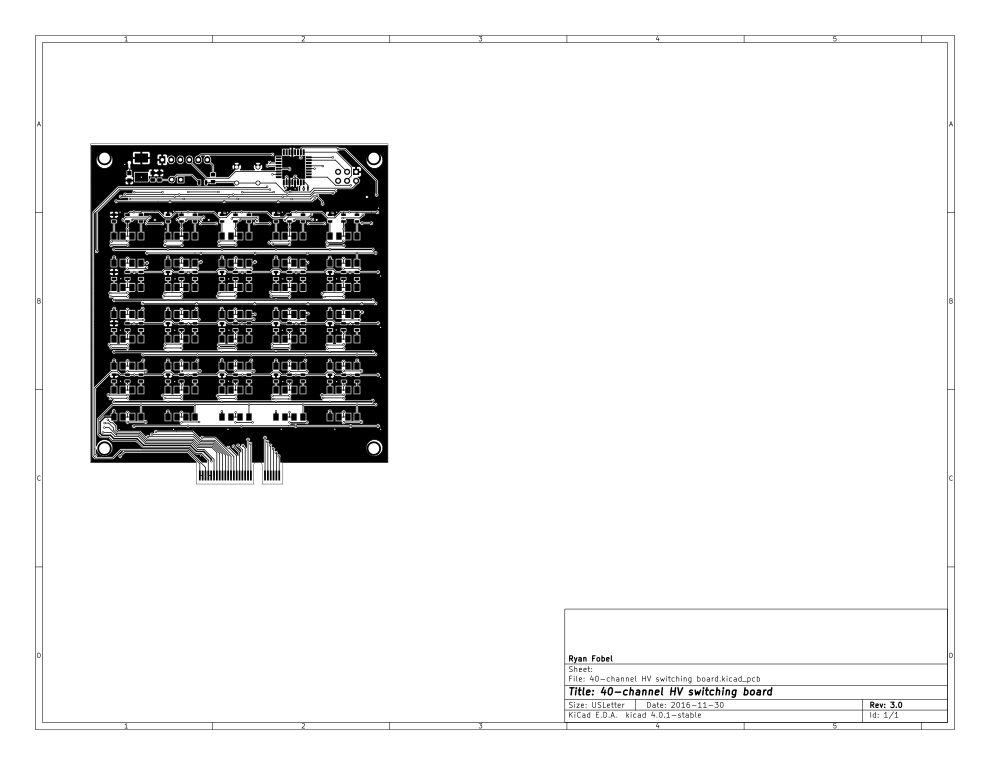 1 2 3 4 5
A A
B B
C C
Ryan Fobel
Sheet:
D D
File: 40-channel HV switching board.kicad_pcb
Title: 40-channel HV switching board
Size: USLetter Date: 2016-11-30 Rev: 3.0
KiCad E.D.A. kicad 4.0.1-stable Id: 1/1
1 2 3 4 5